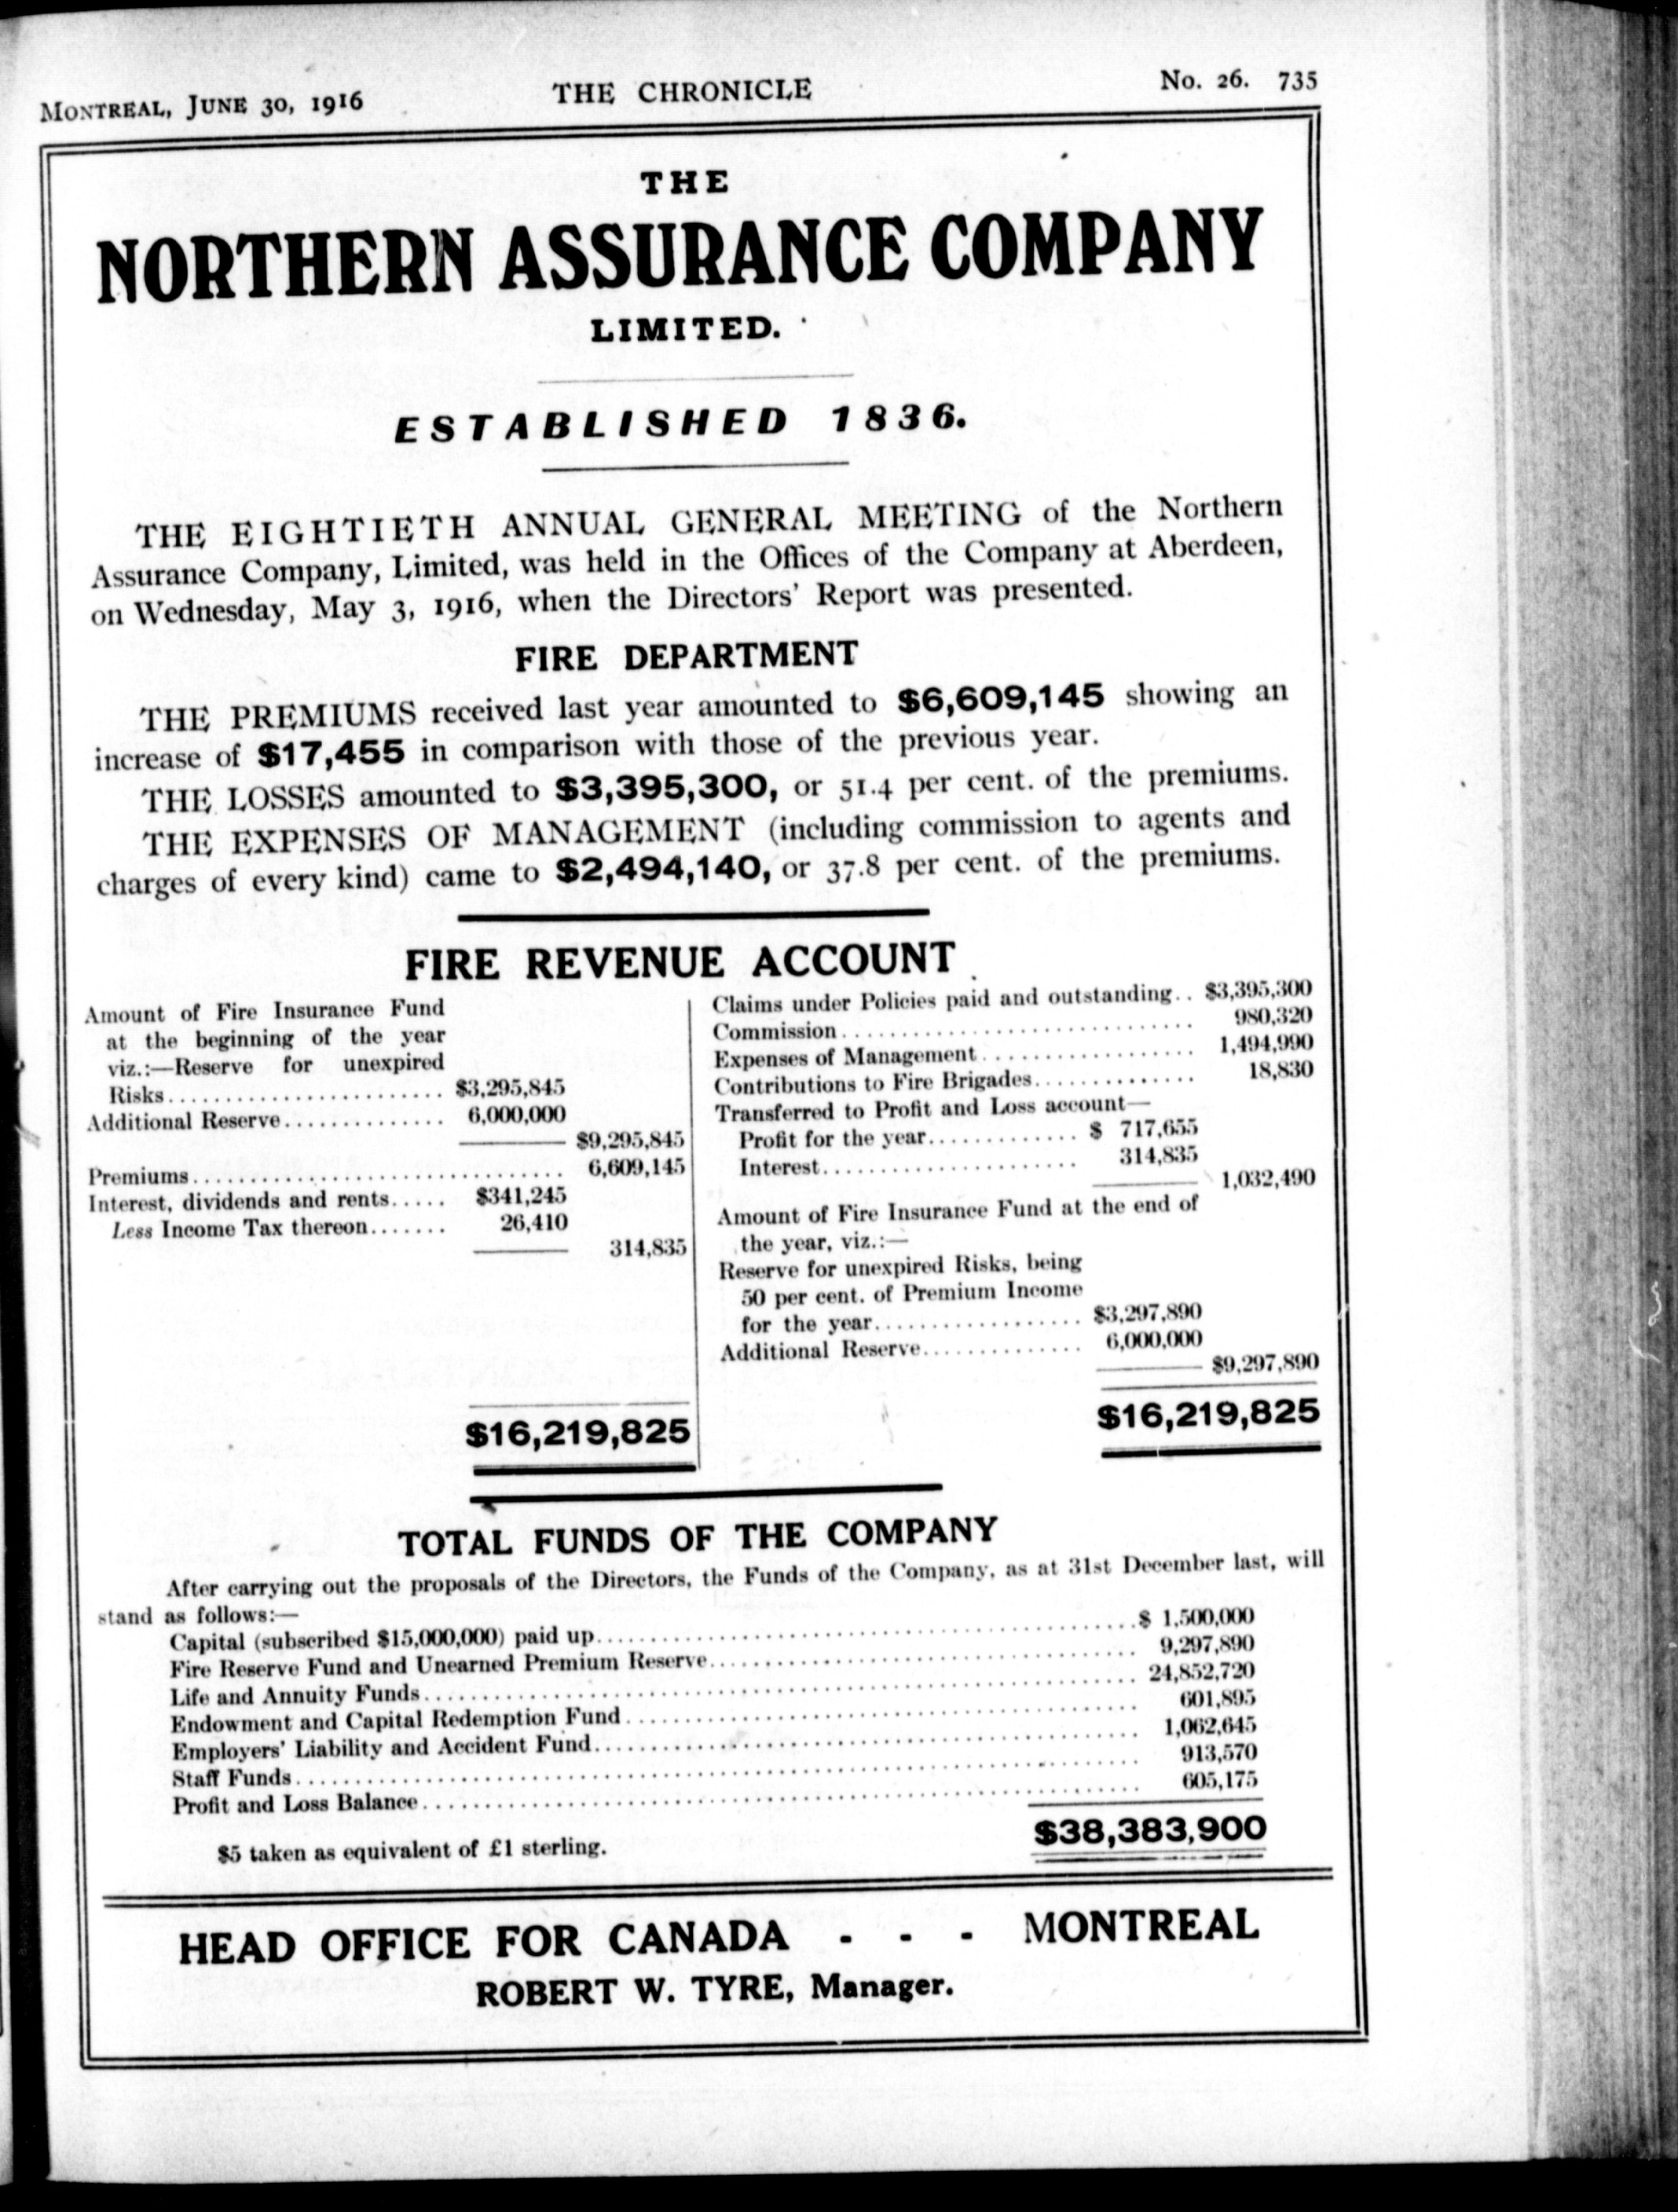 MONTREAL, JUNE 30, 1916 THE CHRONICLE No. 26. 735
THE
NORTHERN ASSURANCE COMPANY
LIMITED.
ESTABLISHED 1836.
THE EIGHTIETH ANNUAL GENERAL MEETING of the Northern
Assurance Company, Limited, was held in the Offices of the Company at Aberdeen,
on Wednesday, May 3, 1916, when the Directors' Report was presented.
FIRE DEPARTMENT
THE PREMIUMS received last year amounted to $6,609,145 showing an
increase of $17,455 in comparison with those of the previous year.
THE LOSSES amounted to $3,395,300, or 51.4 per cent. of the premiums.
THE EXPENSES OF MANAGEMENT (including commission to agents and
charges of every kind) came to $2,494,140, or 37.8 per cent. of the premiums.
FIRE REVENUE ACCOUNT
Amount of Fire Insurance Fund
at the beginning of the year
viz.:—Reserve for unexpired
Risks........................ $3,295,845
Additional Reserve.............. 6,000,000
$9,295,845
Premiums................................. 6,609,145
Interest, dividends and rents..... $341,245
Less Income Tax thereon....... 26,410
314,835
$16,219,825
Claims under Policies paid and outstanding.. $3,395,300
Commission.............................. 980,320
Expenses of Management.................. 1,494,990
Contributions to Fire Brigades.............. 18,830
Transferred to Profit and Loss account—
Profit for the year............. $ 717,655
Interest...................... 314,835
1,032,490
Amount of Fire Insurance Fund at the end of
the year, viz.:—
Reserve for unexpired Risks, being
50 per cent. of Premium Income
for the year.................. $3,297,890
Additional Reserve.............. 6,000,000
$9,297,890
$16,219,825
TOTAL FUNDS OF THE COMPANY
After carrying out the proposals of the Directors, the Funds of the Company, as at 31st December last, will
stand as follows:—
Capital (subscribed $15,000,000) paid up.................................................. $ 1,500,000
Fire Reserve Fund and Unearned Premium Reserve........................................ 9,297,890
Life and Annuity Funds................................................................ 24,852,720
Endowment and Capital Redemption Fund................................................ 601,895
Employers' Liability and Accident Fund.................................................. 1,062,645
Staff Funds........................................................................... 913,570
Profit and Loss Balance................................................................ 605,175
$38,383,900
$5 taken as equivalent of £1 sterling.
HEAD OFFICE FOR CANADA - - - MONTREAL
ROBERT W. TYRE, Manager.